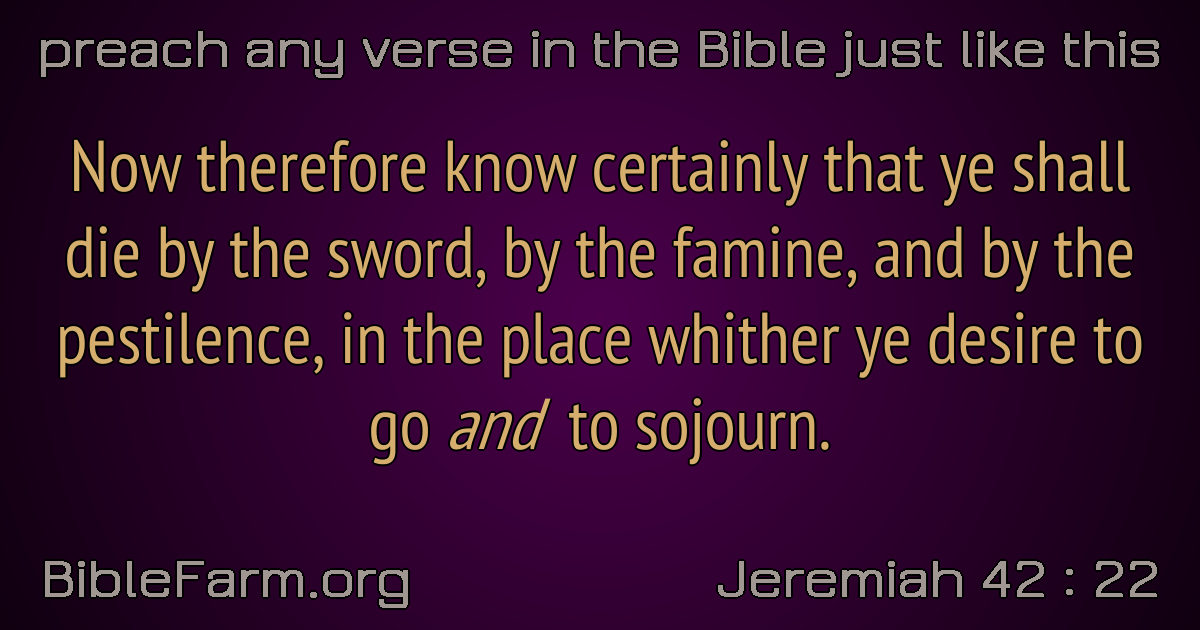 preach any verse in the Bible just like this
Now therefore know certainly that ye shall
die by the sword, by the famine, and by the
pestilence, in the place whither ye desire to
go and to sojourn.
BibleFarm.org
Jeremiah 42 : 22